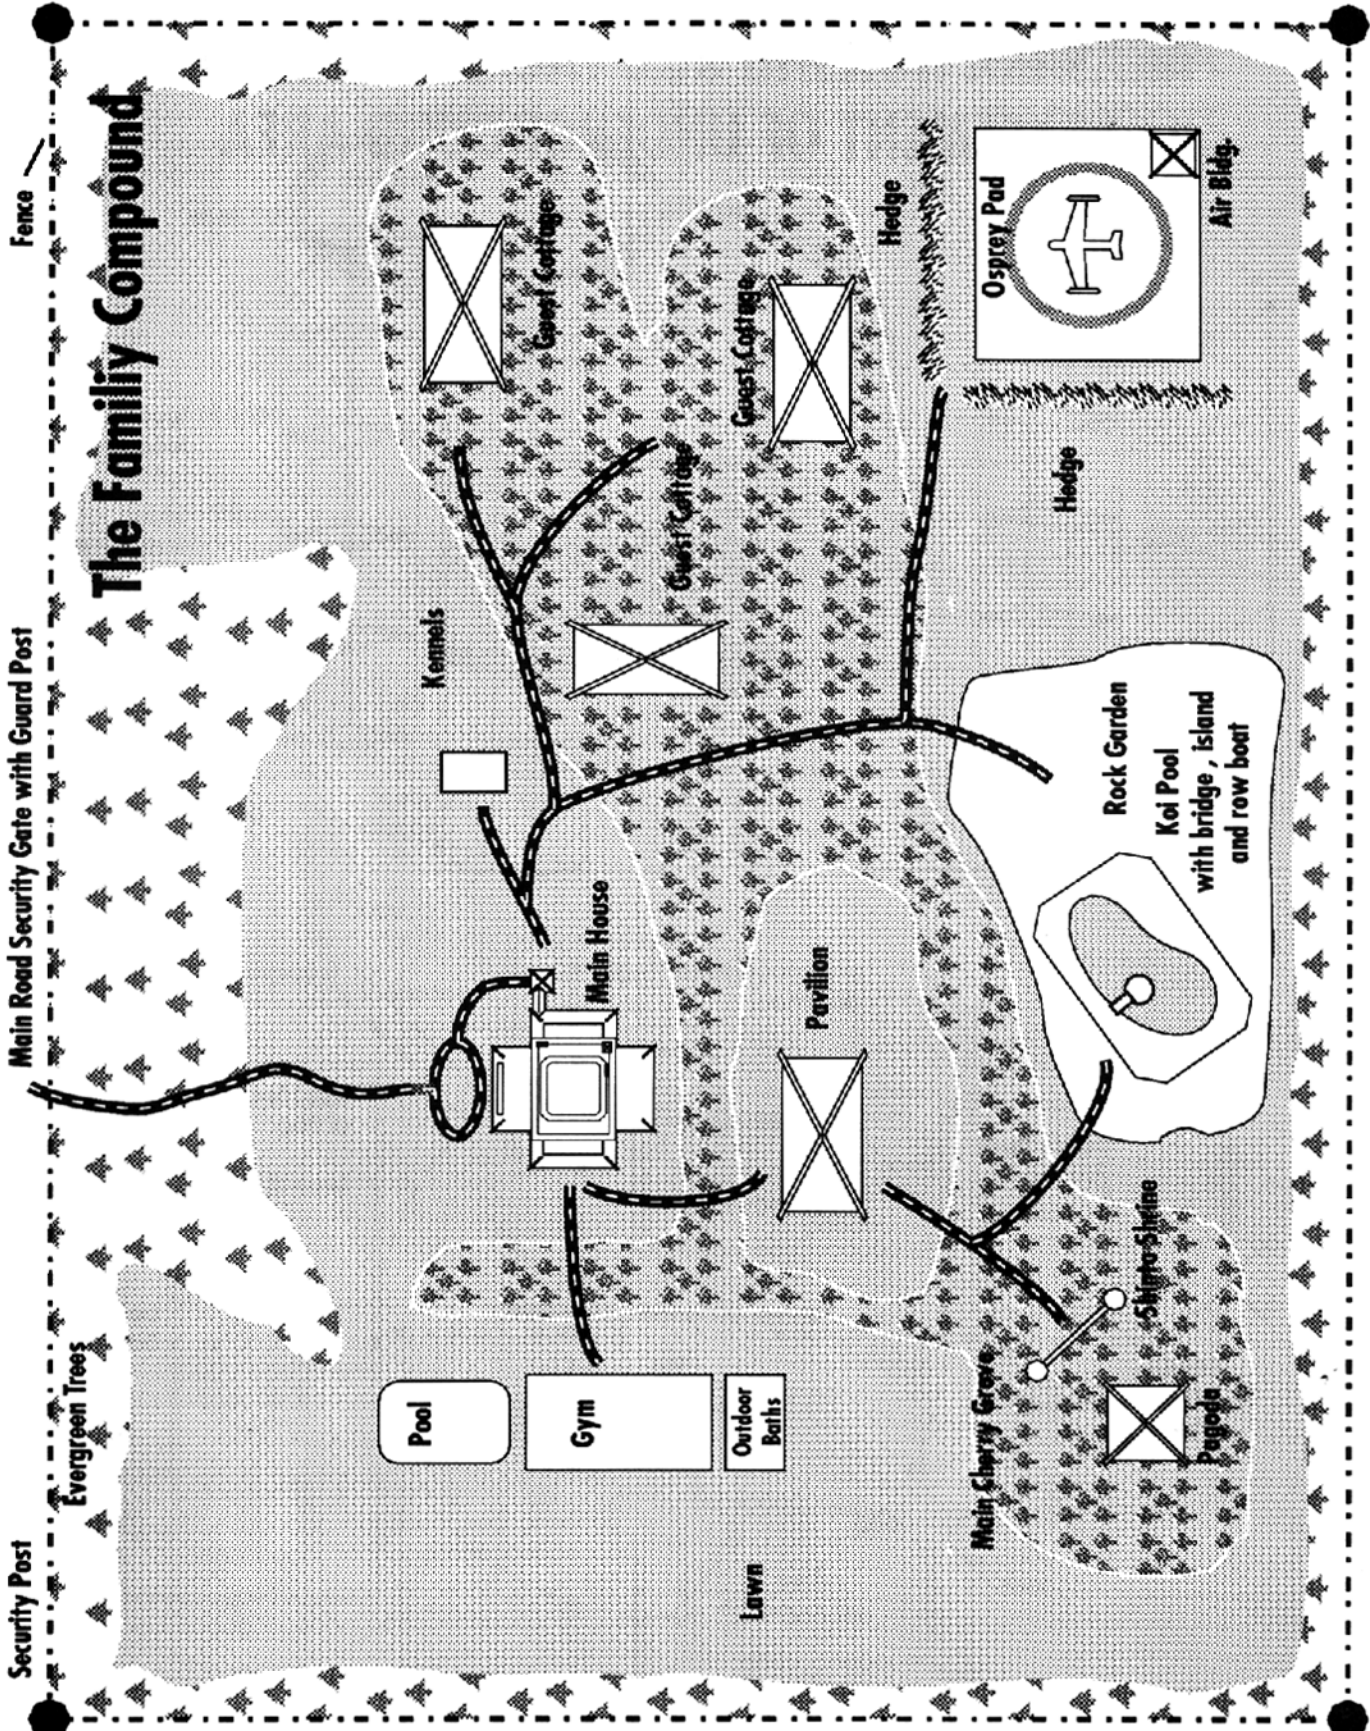 Security Post
Main Road Security Gate with Guard Post
Fence
Evergreen Trees
The Familiy Compound
Pool
Kennels
Guest Cottage
Gym
Main House
Guest Cottage
Outdoor
Baths
Guest Cottage
Lawn
Pavilion
Hedge
Main Cherry Grove
Osprey Pad
Hedge
Shinto Shrine
Rock Garden
Koi Pool
with bridge, island
and row boat
Pagoda
Air Bldg.